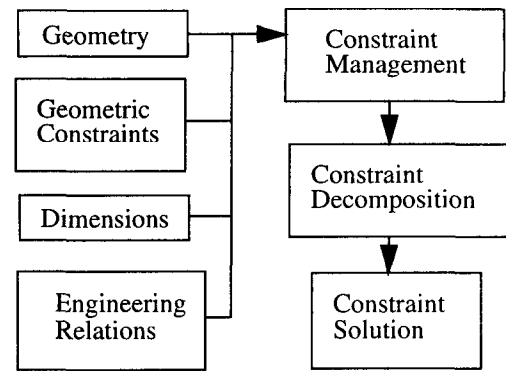 Geometry
Geometric
Constraints
Dimensions
Engineering
Relations
Constraint
Management
Constraint
Decomposition
Constraint
Solution